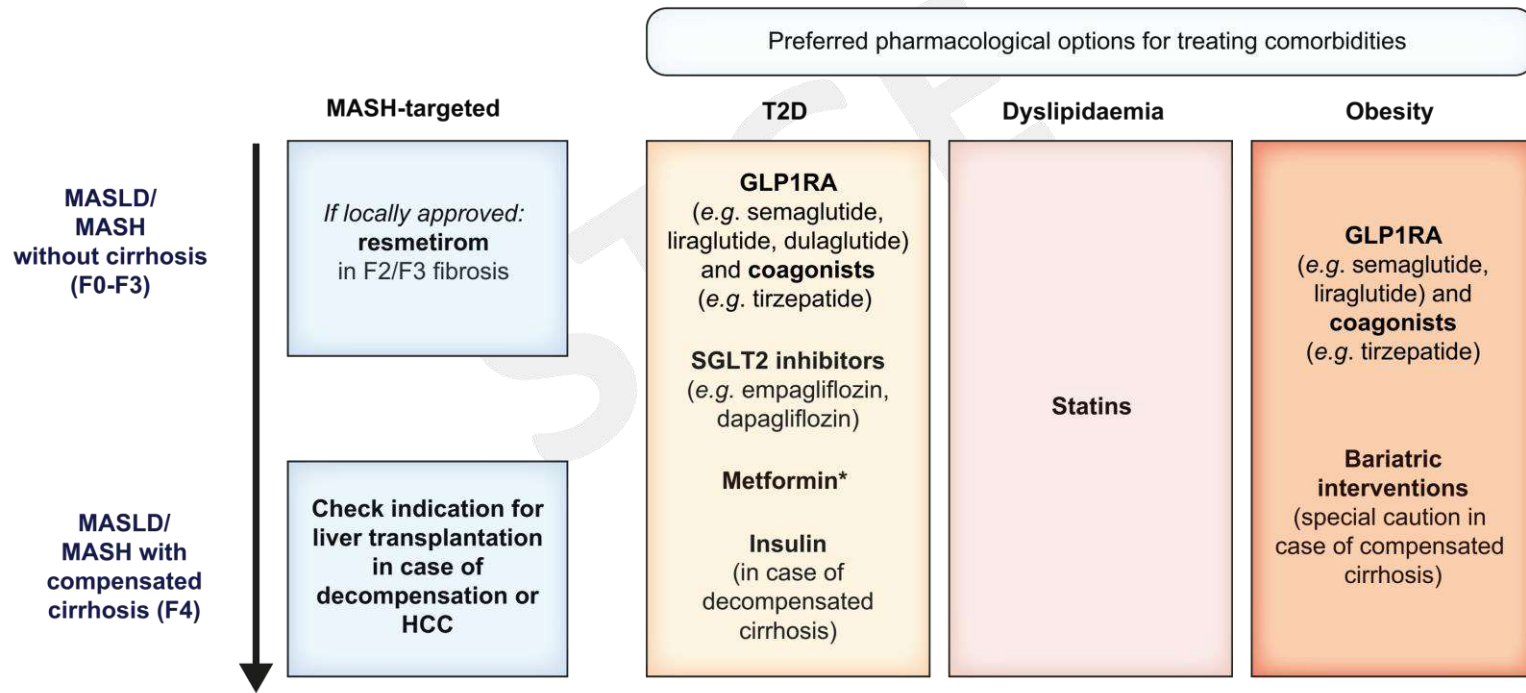 Preferred pharmacological options for treating comorbidities
MASH-targeted
T2D
Dyslipidaemia
Obesity
MASLD/
MASH
without cirrhosis
(F0-F3)
If locally approved:
resmetirom
in F2/F3 fibrosis
GLP1RA
(e.g. semaglutide,
liraglutide, dulaglutide)
and coagonists
(e.g. tirzepatide)
SGLT2 inhibitors
(e.g. empagliflozin,
dapagliflozin)
Metformin*
Insulin
(in case of
decompensated
cirrhosis)
Statins
GLP1RA
(e.g. semaglutide,
liraglutide) and
coagonists
(e.g. tirzepatide)
Bariatric
interventions
(special caution in
case of compensated
cirrhosis)
MASLD/
MASH with
compensated
cirrhosis (F4)
Check indication for
liver transplantation
in case of
decompensation or
HCC